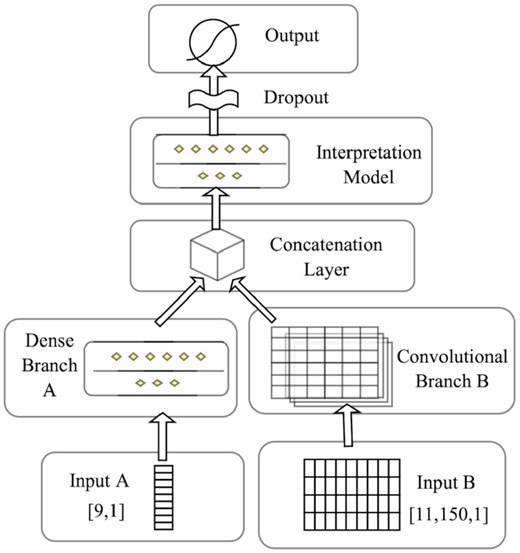 Output
Dropout
Interpretation
Model
Concatenation
Layer
Dense
Branch
A
Convolutional
Branch B
Input A
[9,1]
Input B
[11,150,1]